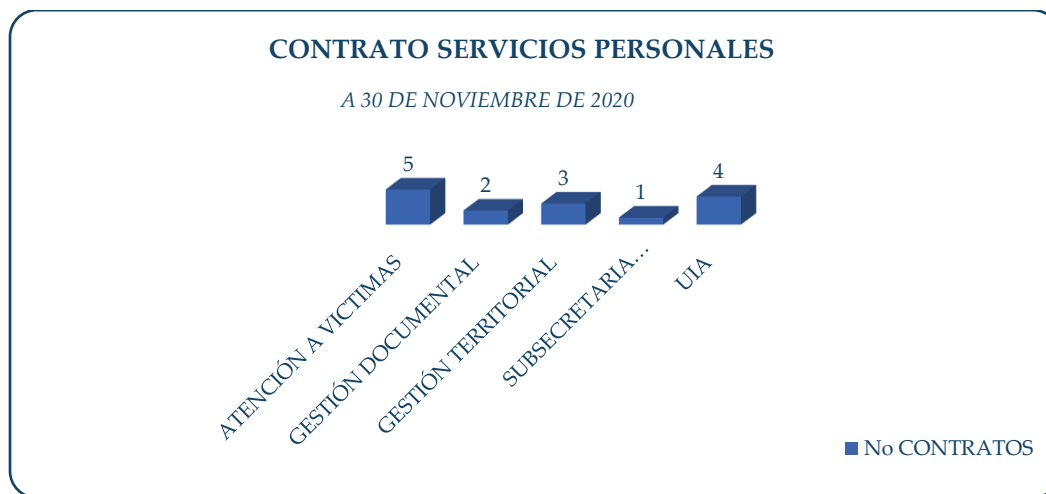 CONTRATO SERVICIOS PERSONALES
A 30 DE NOVIEMBRE DE 2020
5
2
3
1
4
ATENCIÓN A VICTIMAS
GESTIÓN DOCUMENTAL
GESTIÓN TERRITORIAL
SUBSECRETARIA...
UIA
No CONTRATOS